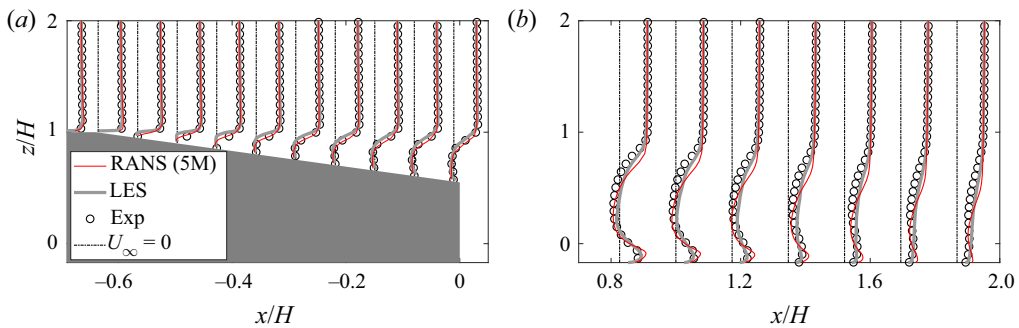 (a)
2
1
0
z/H
RANS (5M)
LES
Exp
U∞ = 0
−0.6
−0.4
−0.2
0
x/H
(b)
2
1
0
0.8
1.2
1.6
2.0
x/H